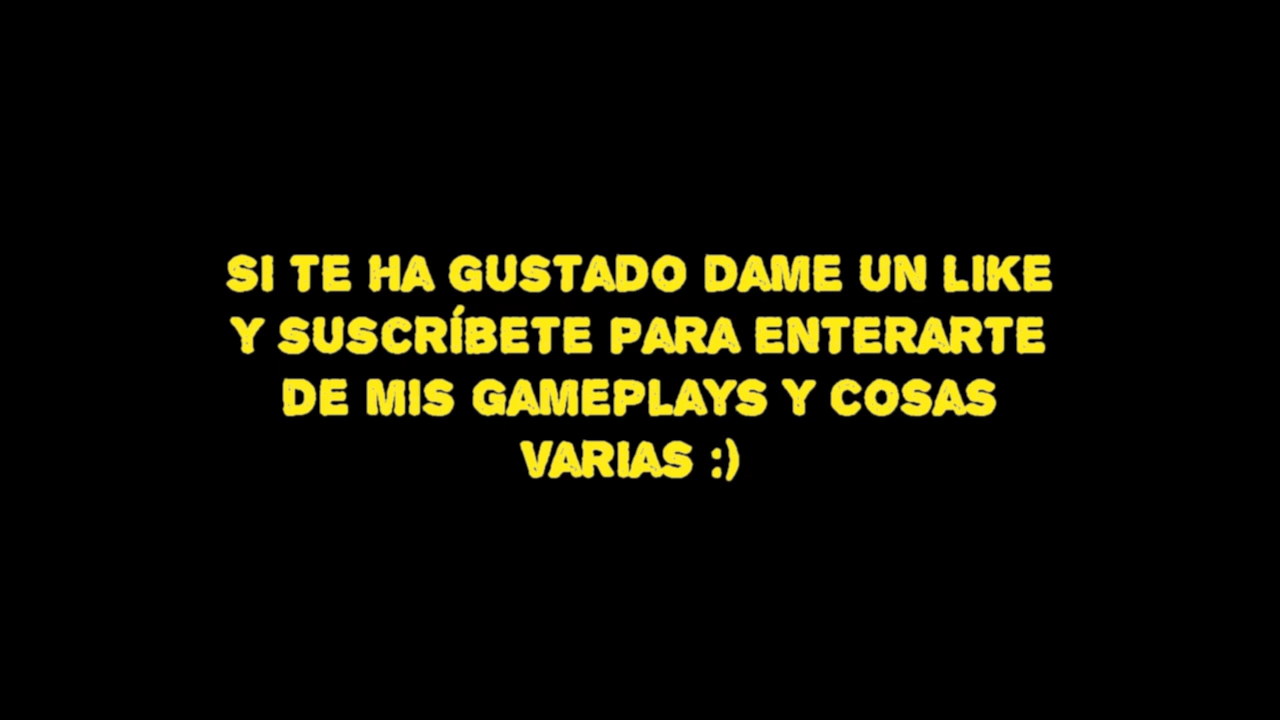 SI TE HA GUSTADO DAME UN LIKE
Y SUSCRÍBETE PARA ENTERARTE
DE MIS GAMEPLAYS Y COSAS
VARIAS :)